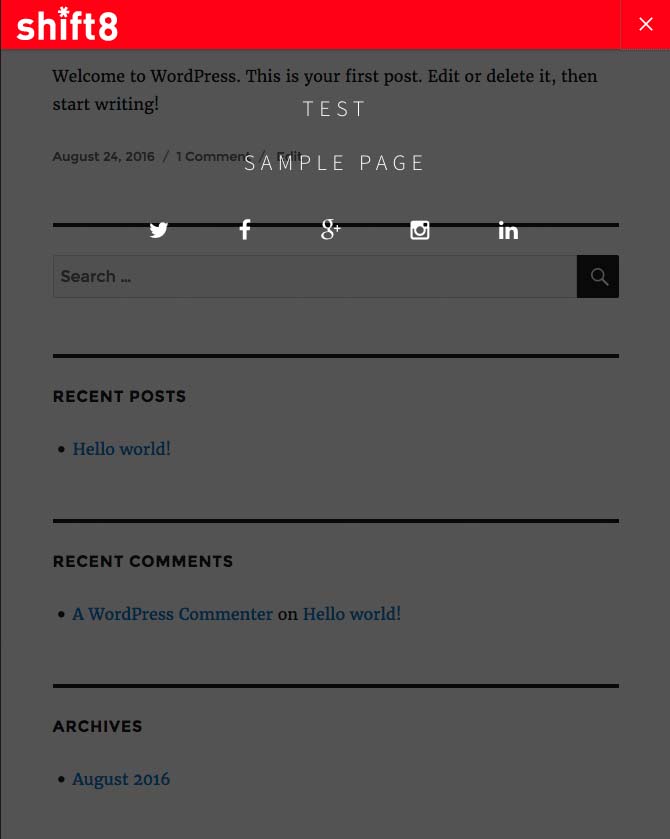 shift8
Welcome to WordPress. This is your first post. Edit or delete it, then
start writing!
TEST
August 24, 2016 / 1 Comment / Edit
SAMPLE PAGE
Search ...
RECENT POSTS
Hello world!
RECENT COMMENTS
A WordPress Commenter on Hello world!
ARCHIVES
August 2016